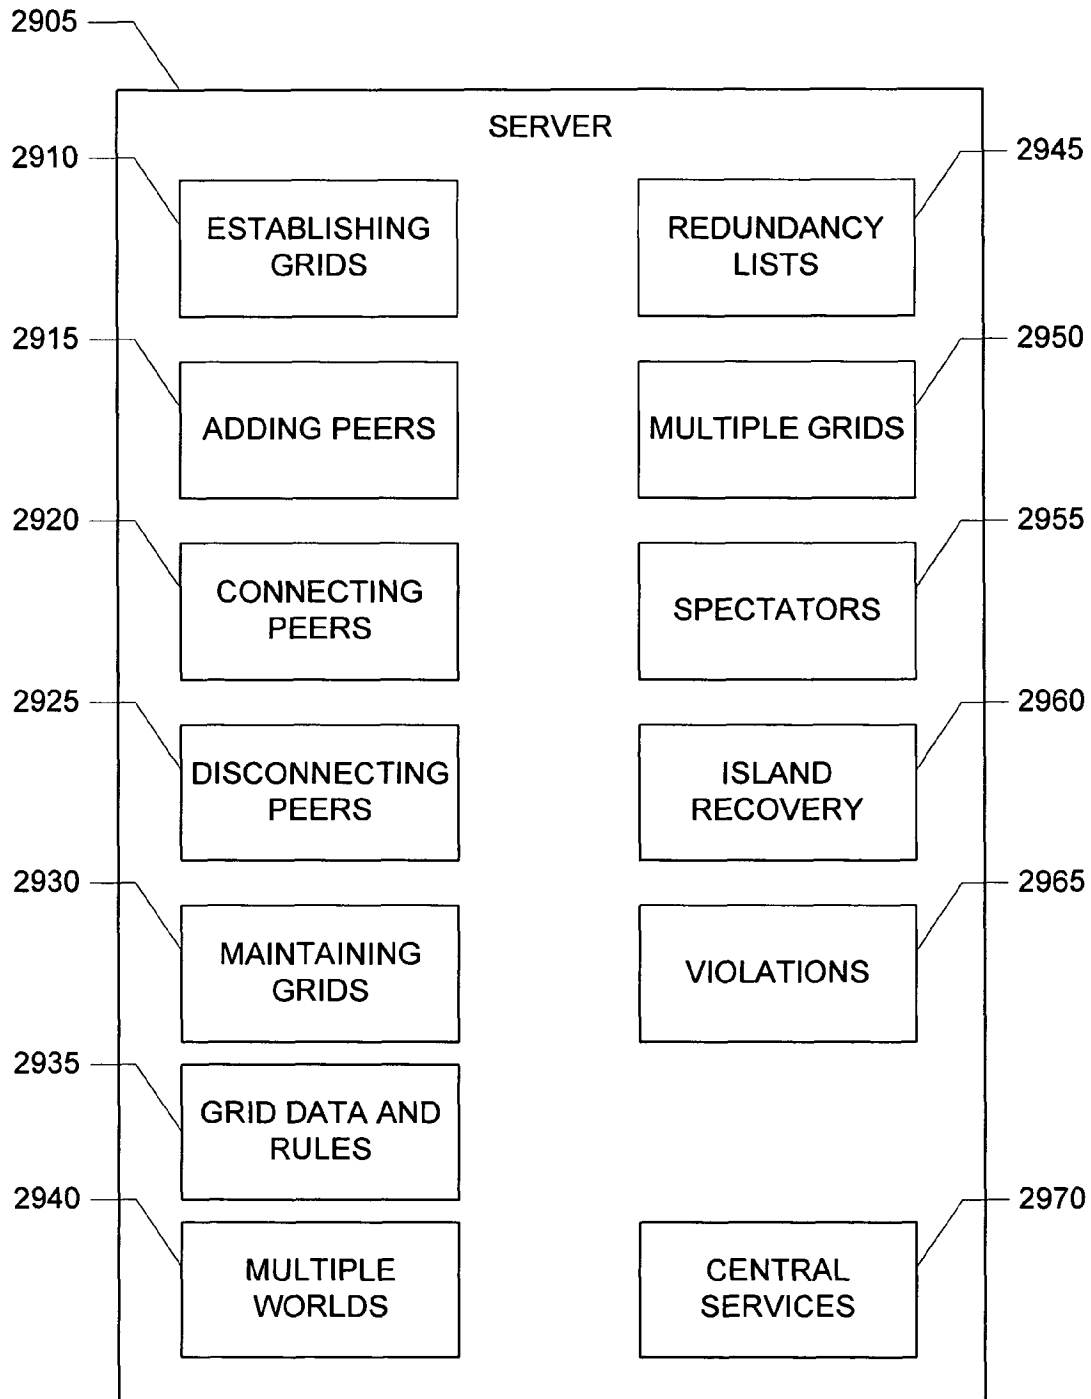 2905
SERVER
2910
ESTABLISHING
GRIDS
2945
REDUNDANCY
LISTS
2915
ADDING PEERS
2950
MULTIPLE GRIDS
2920
CONNECTING
PEERS
2955
SPECTATORS
2925
DISCONNECTING
PEERS
2960
ISLAND
RECOVERY
2930
MAINTAINING
GRIDS
2965
VIOLATIONS
2935
GRID DATA AND
RULES
2940
MULTIPLE
WORLDS
2970
CENTRAL
SERVICES